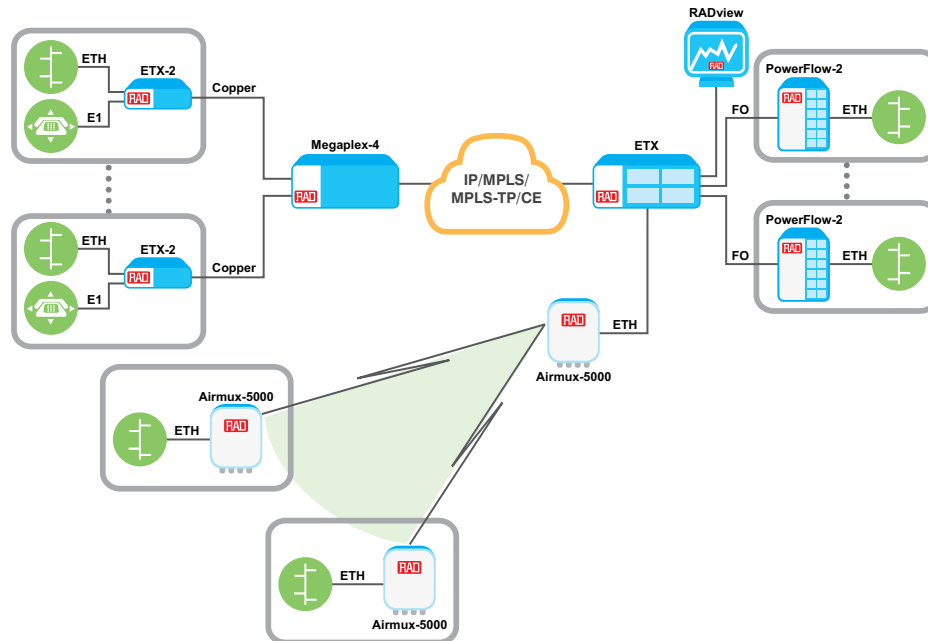 RADview
RAD
ETH
ETX-2
RAD
E1
Copper
Megaplex-4
RAD
IP/MPLS/
MPLS-TP/CE
ETX
RAD
FO
PowerFlow-2
RAD
ETH
ETH
ETX-2
RAD
E1
Copper
FO
PowerFlow-2
RAD
ETH
RAD
ETH
Airmux-5000
Airmux-5000
ETH
RAD
ETH
RAD
Airmux-5000